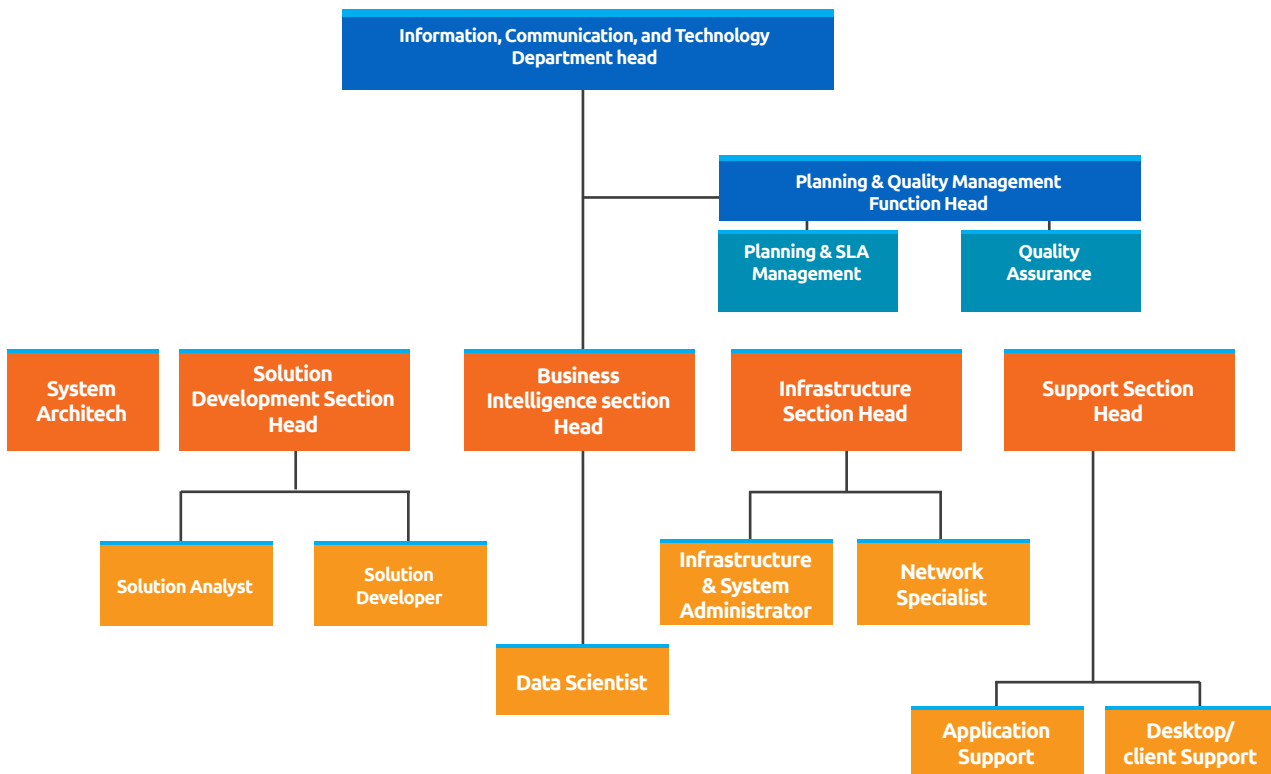 Information, Communication, and Technology
Department head
Planning & Quality Management
Function Head
Planning & SLA
Management
Quality
Assurance
System
Architech
Solution
Development Section
Head
Business
Intelligence section
Head
Infrastructure
Section Head
Support Section
Head
Solution Analyst
Solution
Developer
Infrastructure
& System
Administrator
Network
Specialist
Data Scientist
Application
Support
Desktop/
client Support